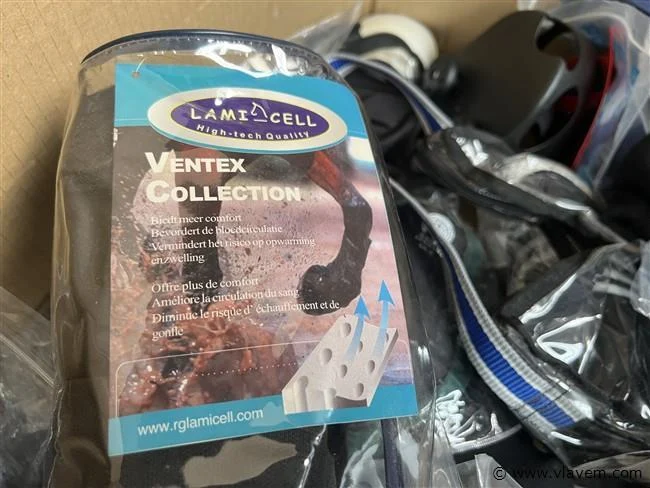 LAMICELL
High-tech Quality
VENTEX
COLLECTION
Biedt meer comfort
Bevordert de bloedcirculatie
Vermindert het risico op opwarming
enzwelling
Offre plus de comfort
Améliore la circulation du sang
Diminue le risque d' échauffement et de
gonfle
www.rglamicell.com
© www.vlavem.com